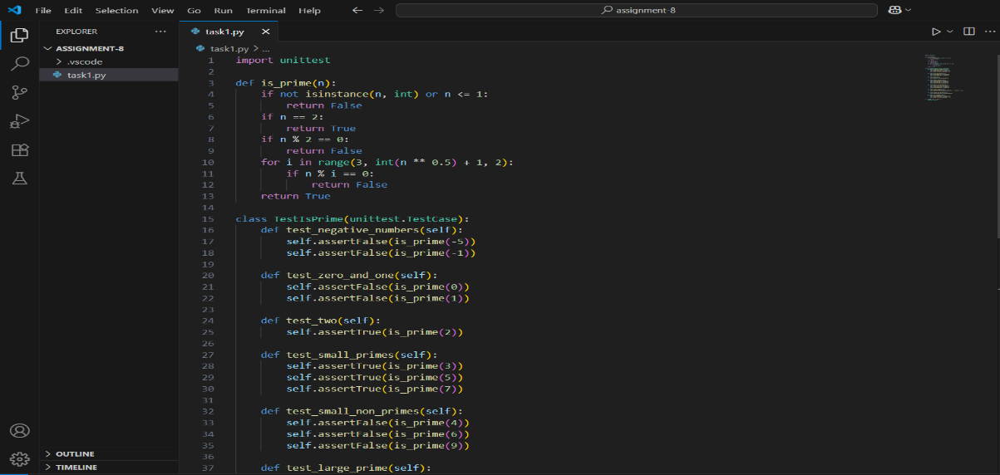 File Edit Selection View Go Run Terminal Help
assignment-8
EXPLORER
ASSIGNMENT-8
.vscode
task1.py
OUTLINE
TIMELINE
task1.py
task1.py > ...
1 import unittest
2
3 def is_prime(n):
4     if not isinstance(n, int) or n <= 1:
5         return False
6     if n == 2:
7         return True
8     if n % 2 == 0:
9         return False
10     for i in range(3, int(n ** 0.5) + 1, 2):
11         if n % i == 0:
12             return False
13     return True
14
15 class TestIsPrime(unittest.TestCase):
16     def test_negative_numbers(self):
17         self.assertFalse(is_prime(-5))
18         self.assertFalse(is_prime(-1))
19
20     def test_zero_and_one(self):
21         self.assertFalse(is_prime(0))
22         self.assertFalse(is_prime(1))
23
24     def test_two(self):
25         self.assertTrue(is_prime(2))
26
27     def test_small_primes(self):
28         self.assertTrue(is_prime(3))
29         self.assertTrue(is_prime(5))
30         self.assertTrue(is_prime(7))
31
32     def test_small_non_primes(self):
33         self.assertFalse(is_prime(4))
34         self.assertFalse(is_prime(6))
35         self.assertFalse(is_prime(9))
36
37     def test_large_prime(self):